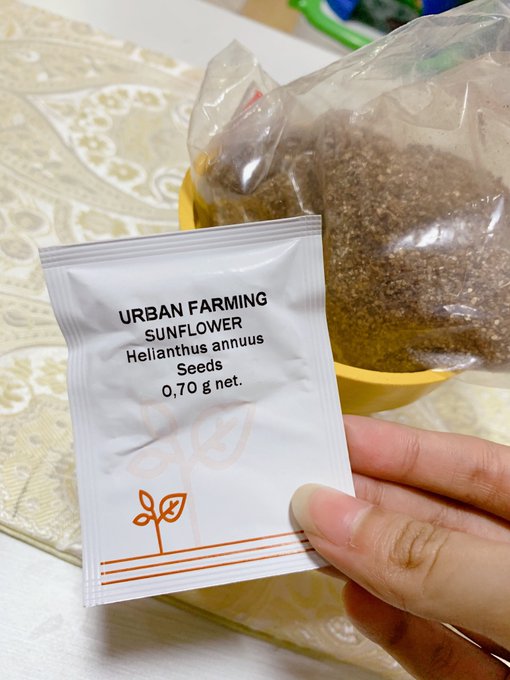 URBAN FARMING
SUNFLOWER
Helianthus annuus
Seeds
0,70 g net.